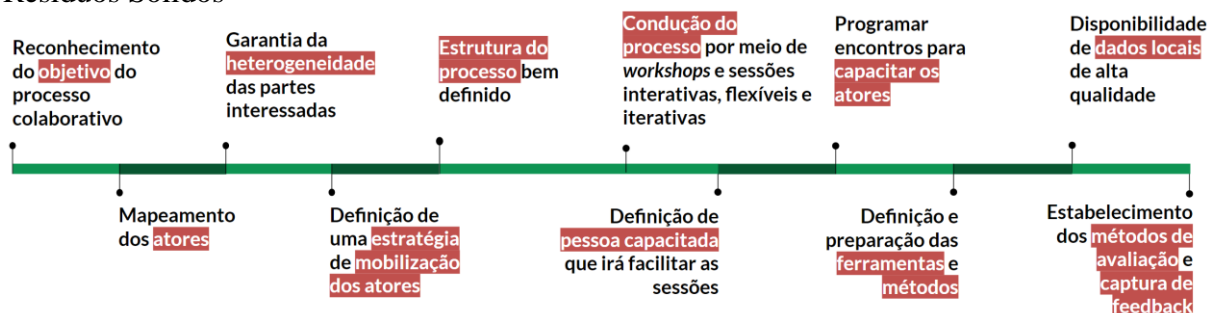 Resíduos Sólidos
Reconhecimento
do objetivo do
processo
colaborativo
Mapeamento
dos atores
Garantia da
heterogeneidade
das partes
interessadas
Definição de
uma estratégia
de mobilização
dos atores
Estrutura do
processo bem
definido
Condução do
processo por meio de
workshops e sessões
interativas, flexíveis e
iterativas
Definição de
pessoa capacitada
que irá facilitar as
sessões
Programar
encontros para
capacitar os
atores
Definição e
preparação das
ferramentas e
métodos
Disponibilidade
de dados locais
de alta
qualidade
Estabelecimento
dos métodos de
avaliação e
captura de
feedback